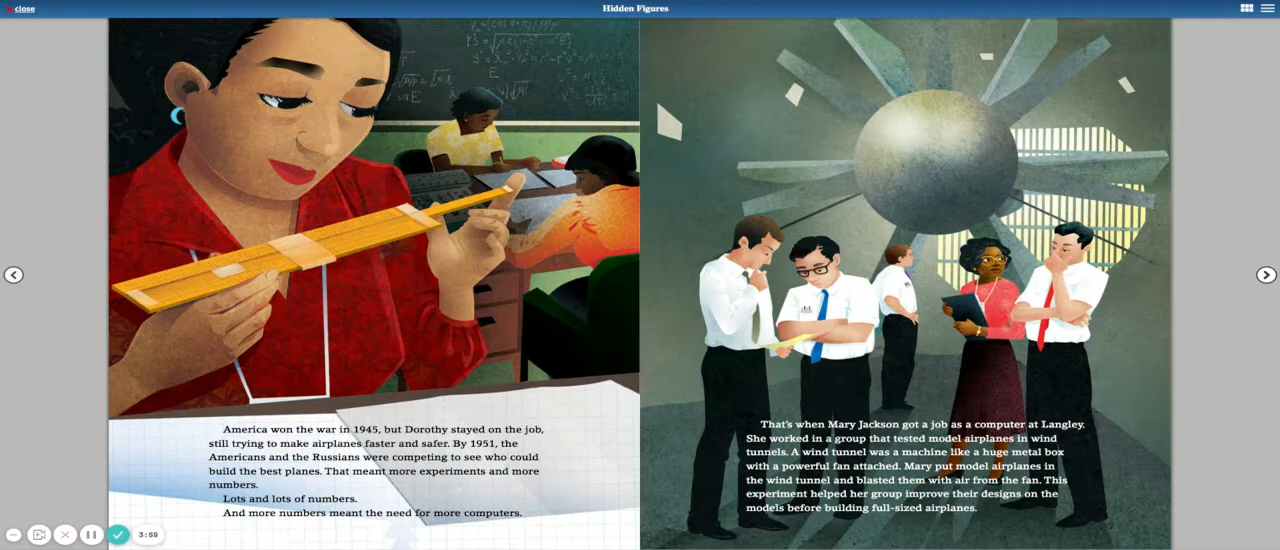 close
Hidden Figures
America won the war in 1945, but Dorothy stayed on the job,
still trying to make airplanes faster and safer. By 1951, the
Americans and the Russians were competing to see who could
build the best planes. That meant more experiments and more
numbers.
Lots and lots of numbers.
And more numbers meant the need for more computers.
That's when Mary Jackson got a job as a computer at Langley.
She worked in a group that tested model airplanes in wind
tunnels. A wind tunnel was a machine like a huge metal box
with a powerful fan attached. Mary put model airplanes in
the wind tunnel and blasted them with air from the fan. This
experiment helped her group improve their designs on the
models before building full-sized airplanes.
3:59